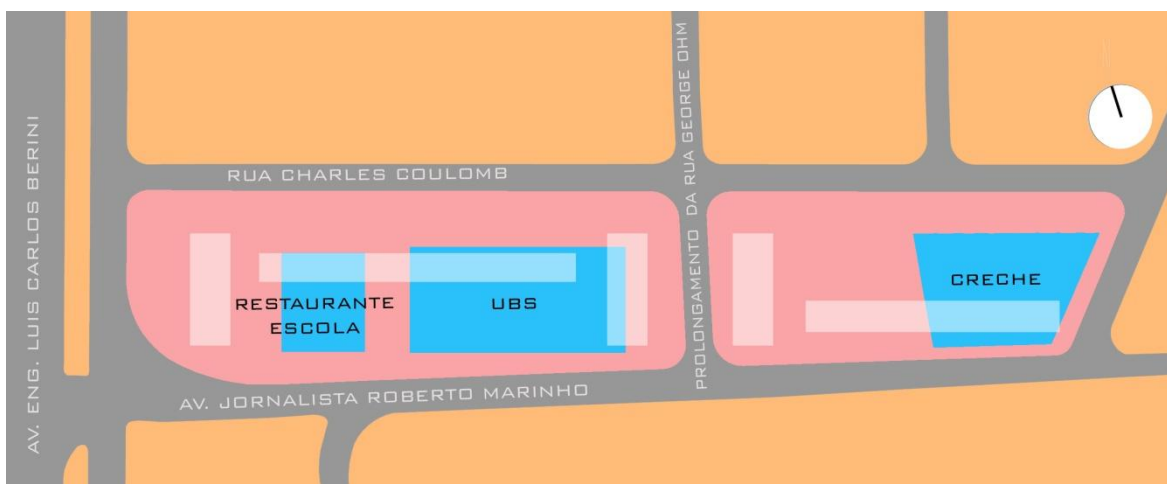 AV. ENG. LUIS CARLOS BERINI
RUA CHARLES COULOMB
PROLONGAMENTO DA RUA GEORGE OHM
RESTAURANTE
ESCOLA
UBS
CRECHE
AV. JORNALISTA ROBERTO MARINHO